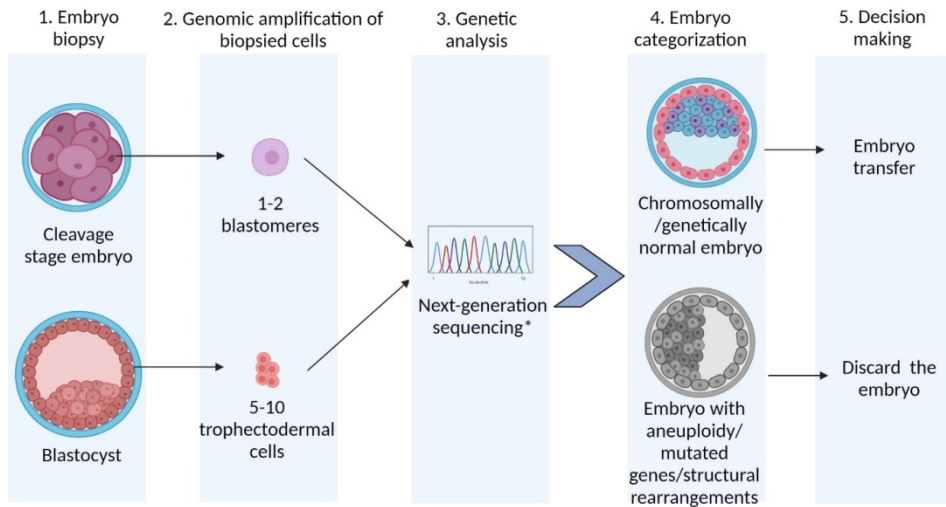 1. Embryo
biopsy
2. Genomic amplification of
biopsied cells
3. Genetic
analysis
4. Embryo
categorization
5. Decision
making
Cleavage
stage embryo
Blastocyst
1-2
blastomeres
5-10
trophectodermal
cells
Next-generation
sequencing*
Chromosomally
/genetically
normal embryo
Embryo with
aneuploidy/
mutated
genes/structural
rearrangements
Embryo
transfer
Discard the
embryo